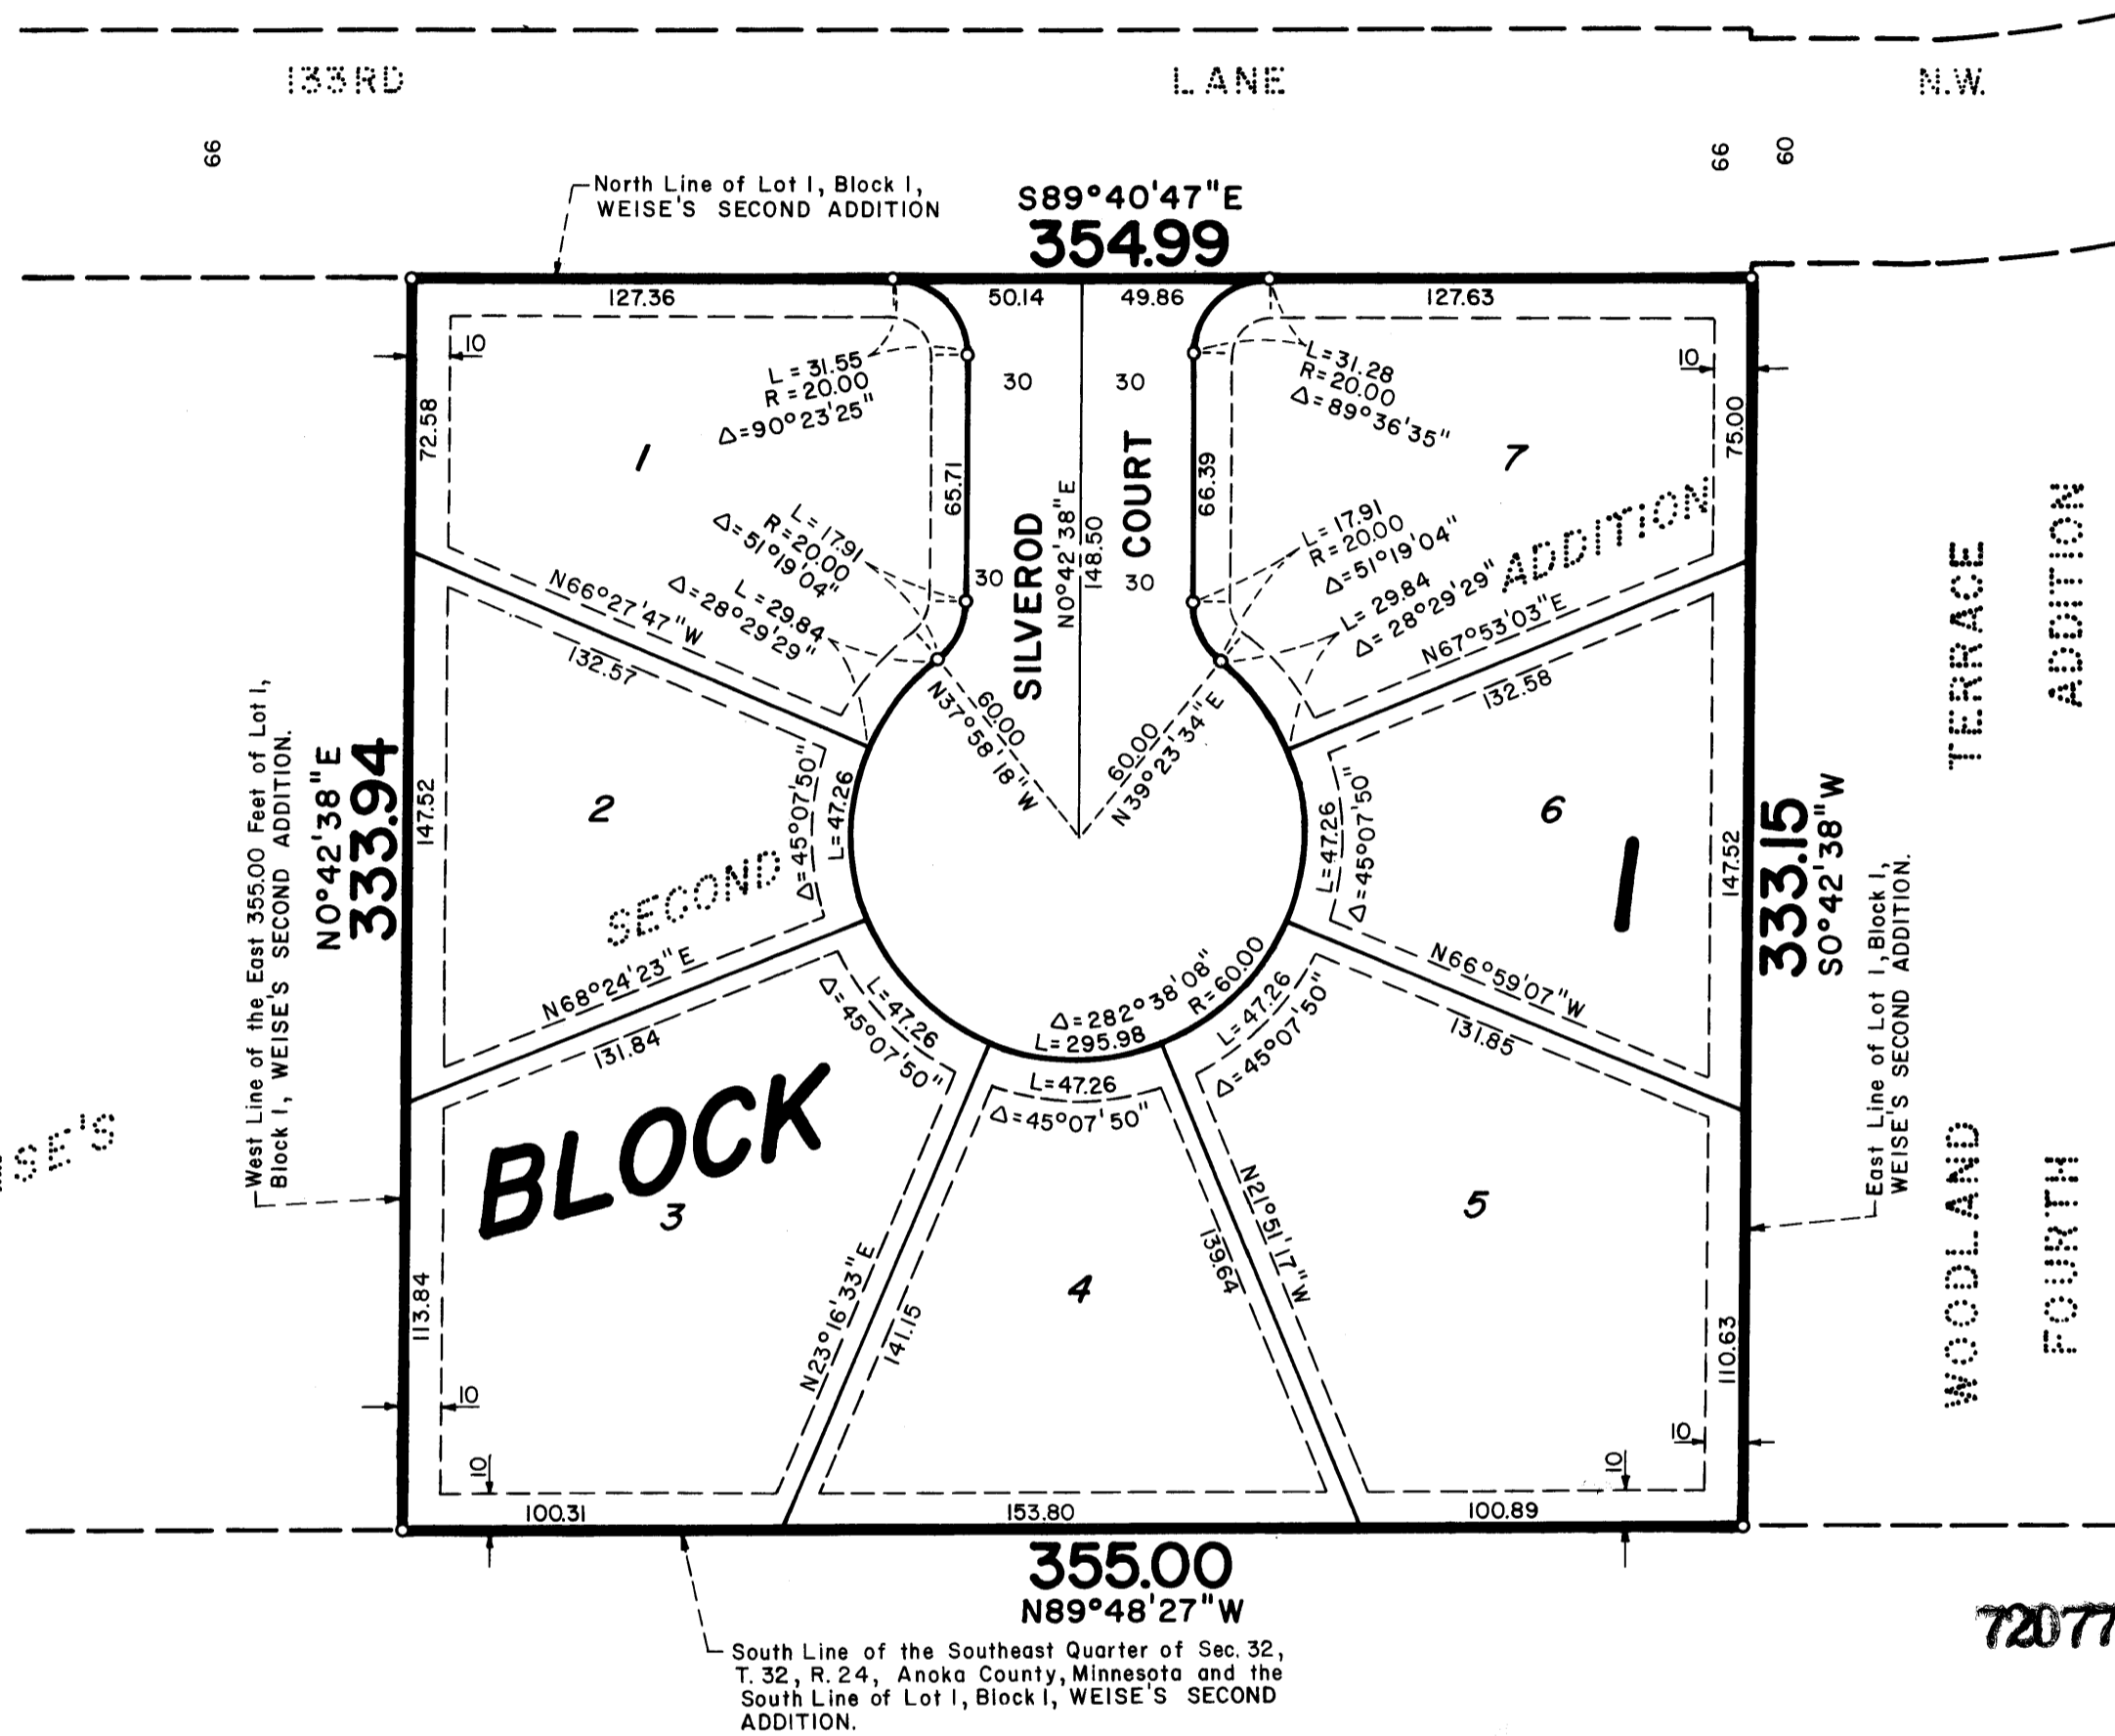 133RD LANE N.W.
66
66
60
North Line of Lot 1, Block 1,
WEISE'S SECOND ADDITION
S89°40'47"E
354.99
127.36
50.14
49.86
127.63
10
10
72.58
75.00
L = 31.55
R = 20.00
Δ=90°23'25"
30
30
L=31.28
R=20.00
Δ=89°36'35"
1
7
65.71
66.39
SILVEROD
COURT
N0°42'38"E
148.50
30
30
L=17.91
R=20.00
Δ=51°19'04"
L=17.91
R=20.00
Δ=51°19'04"
L = 29.84
Δ=28°29'29"
L= 29.84
Δ= 28°29'29"
ADDITION
N66°27'47"W
132.57
N67°53'03"E
132.58
60.00
N37°58'18"W
60.00
N39°23'34"E
TERRACE
ADDITION
West Line of the East 355.00 Feet of Lot 1,
Block 1, WEISE'S SECOND ADDITION.
N0°42'38"E
333.94
147.52
2
Δ=45°07'50"
L=47.26
L=47.26
Δ=45°07'50"
6
1
147.52
333.15
S0°42'38"W
East Line of Lot 1, Block 1,
WEISE'S SECOND ADDITION.
SECOND
N68°24'23"E
131.84
N66°59'07"W
131.85
Δ=282°38'08"
R=60.00
L=295.98
L=47.26
Δ=45°07'50"
L=47.26
Δ=45°07'50"
L=47.26
Δ=45°07'50"
SE'S
BLOCK
3
4
5
WOODLAND
FOURTH
113.84
N23°16'33"E
141.15
139.64
N21°51'17"W
110.63
10
10
10
10
100.31
153.80
100.89
355.00
N89°48'27"W
South Line of the Southeast Quarter of Sec. 32,
T. 32, R. 24, Anoka County, Minnesota and the
South Line of Lot 1, Block 1, WEISE'S SECOND
ADDITION.
72077